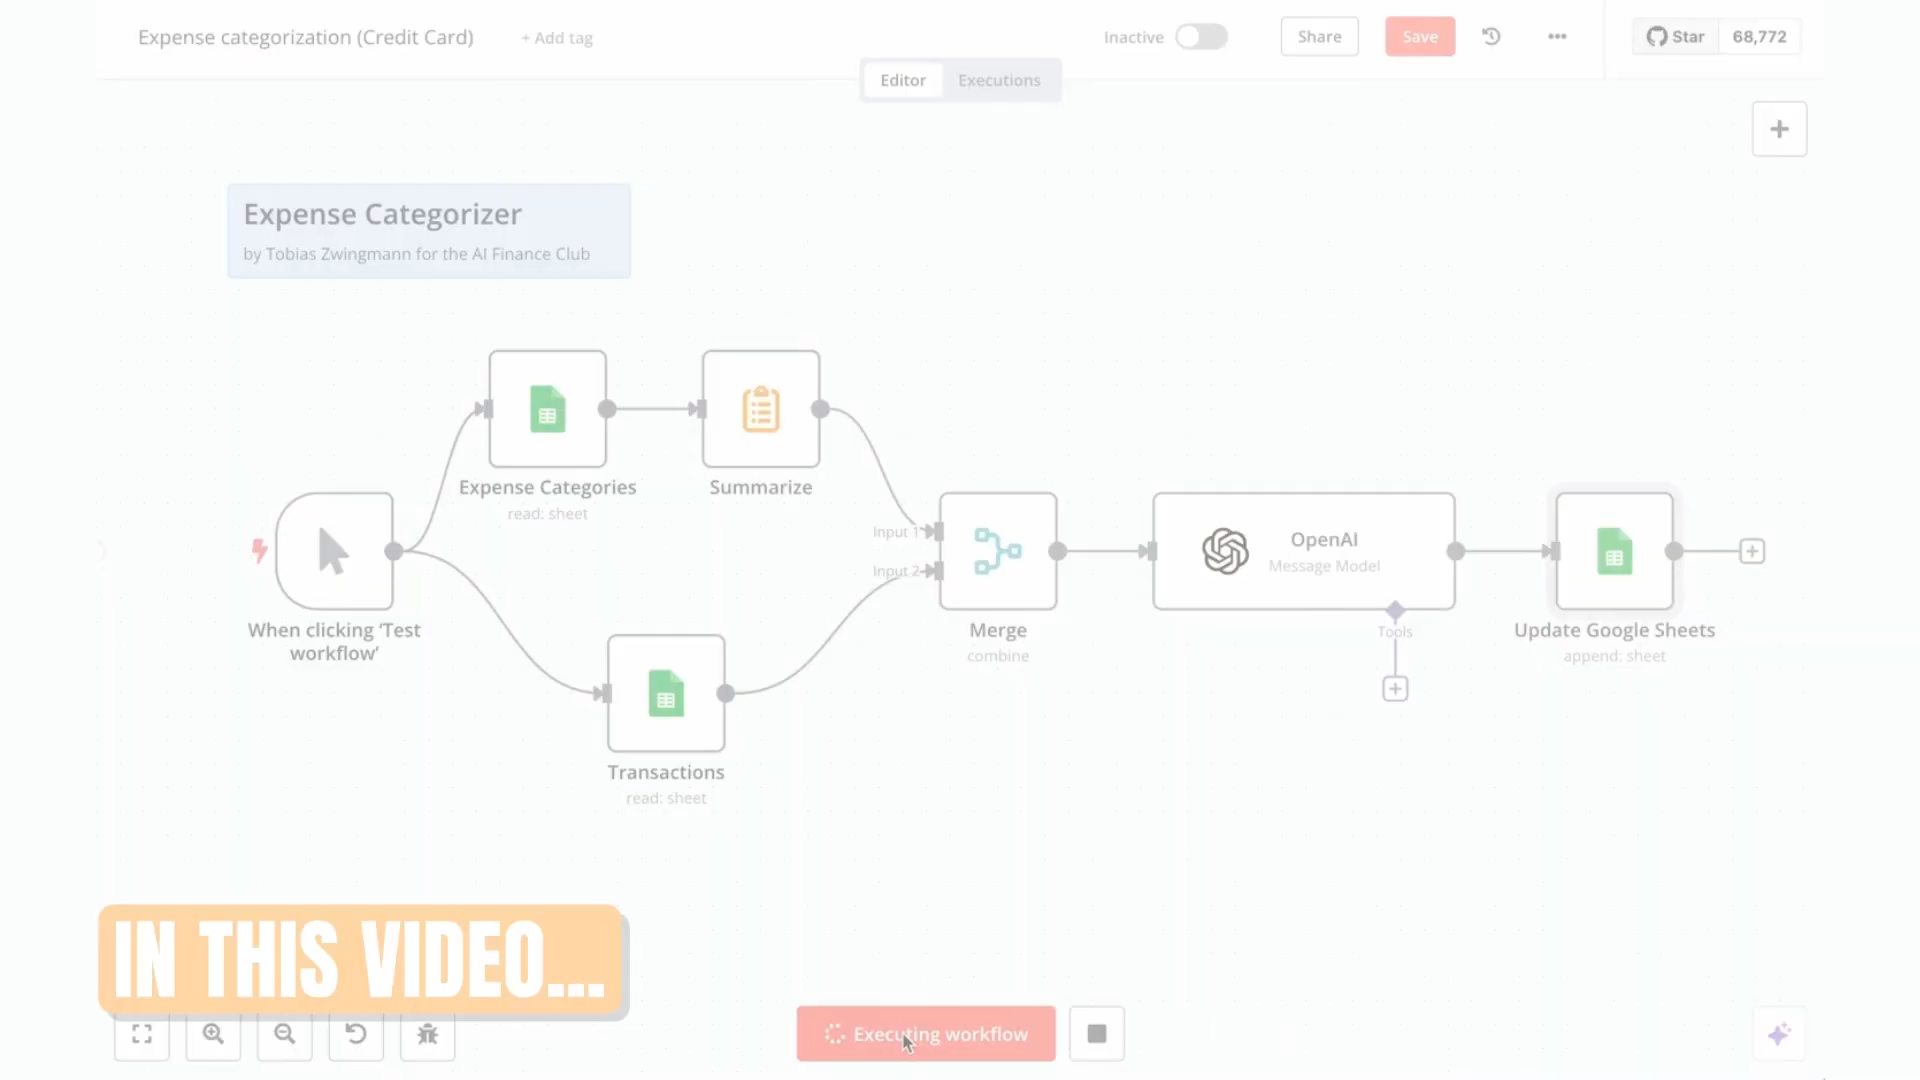 Expense categorization (Credit Card)
+ Add tag
Inactive
Share
Save
Star
68,772
Editor
Executions
Expense Categorizer
by Tobias Zwingmann for the AI Finance Club
Expense Categories
read: sheet
Summarize
When clicking ‘Test
workflow’
Transactions
read: sheet
Input 1
Input 2
Merge
combine
OpenAI
Message Model
Tools
Update Google Sheets
append: sheet
IN THIS VIDEO...
Executing workflow